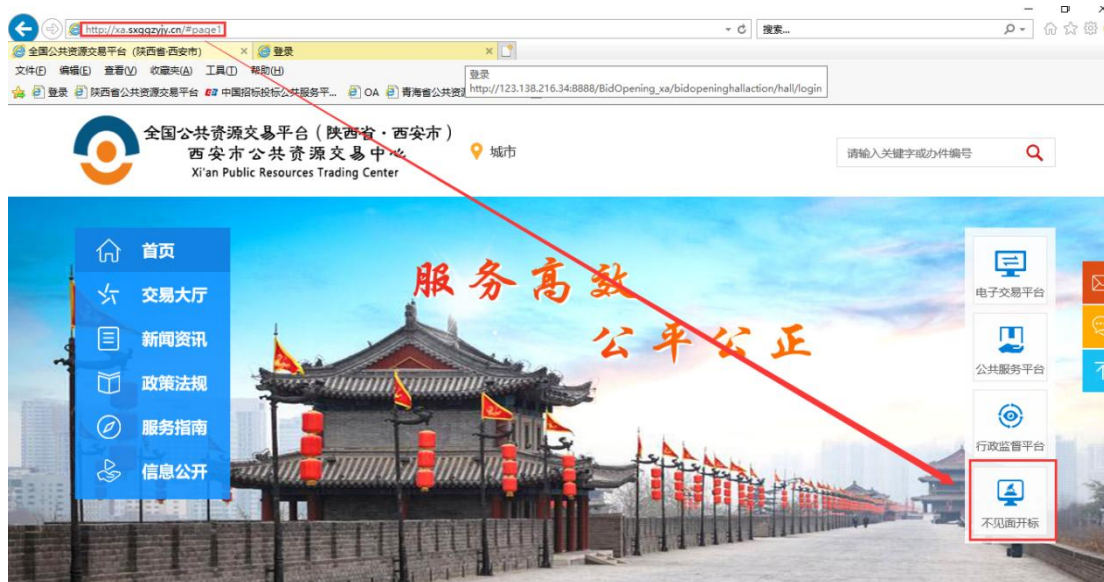 http://xa.sxggzyjy.cn/#page1
搜索...
全国公共资源交易平台（陕西省·西安市）
登录
文件(F) 编辑(E) 查看(V) 收藏夹(A) 工具(T) 帮助(H)
登录
http://123.138.216.34:8888/BidOpening_xa/bidopeninghallaction/hall/login
登录 陕西省公共资源交易平台 中国招标投标公共服务平... OA 青海省公共资
全国公共资源交易平台（陕西省·西安市）
西安市公共资源交易中心
Xi'an Public Resources Trading Center
城市
请输入关键字或办件编号
首页
交易大厅
新闻资讯
政策法规
服务指南
信息公开
服务高效
公平公正
电子交易平台
公共服务平台
行政监督平台
不见面开标